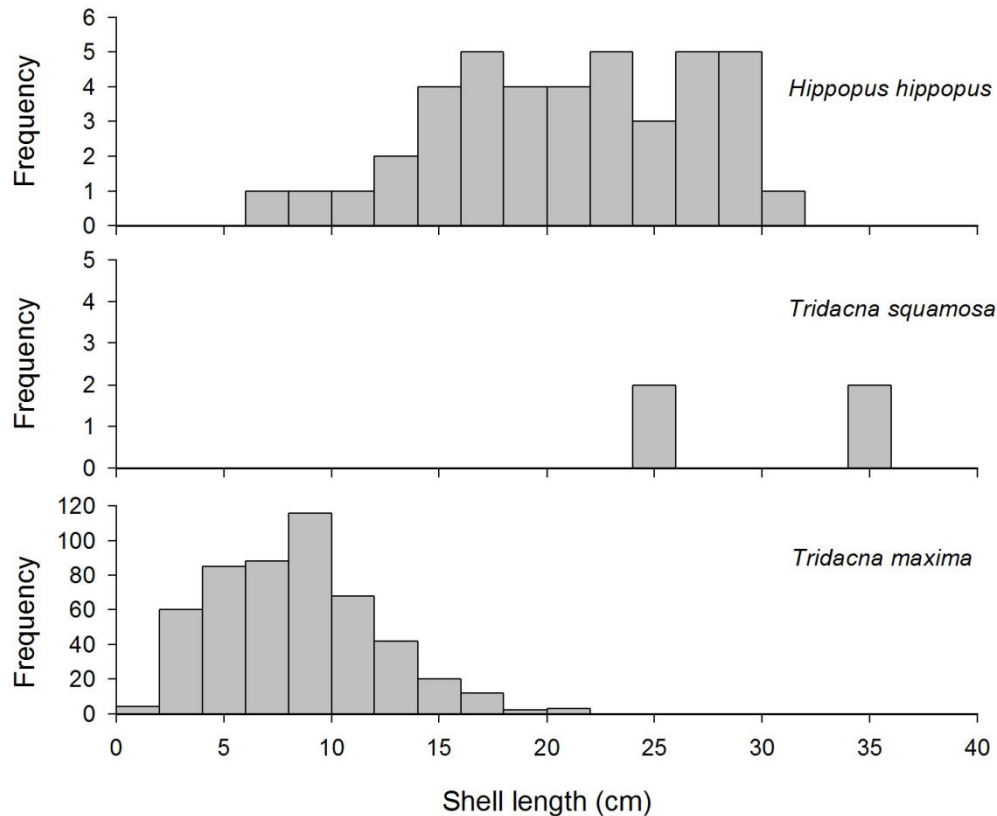 6
5
4
3
2
1
0
Frequency
Hippopus hippopus
5
4
3
2
1
0
Frequency
Tridacna squamosa
120
100
80
60
40
20
0
Frequency
Tridacna maxima
0 5 10 15 20 25 30 35 40
Shell length (cm)